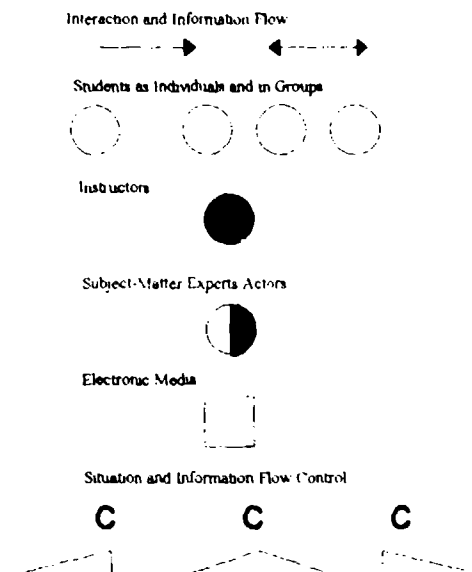 Interaction and Information Flow
Students as Individuals and in Groups
Instructors
Subject-Matter Experts Actors
Electronic Media
Situation and Information Flow Control
C C C